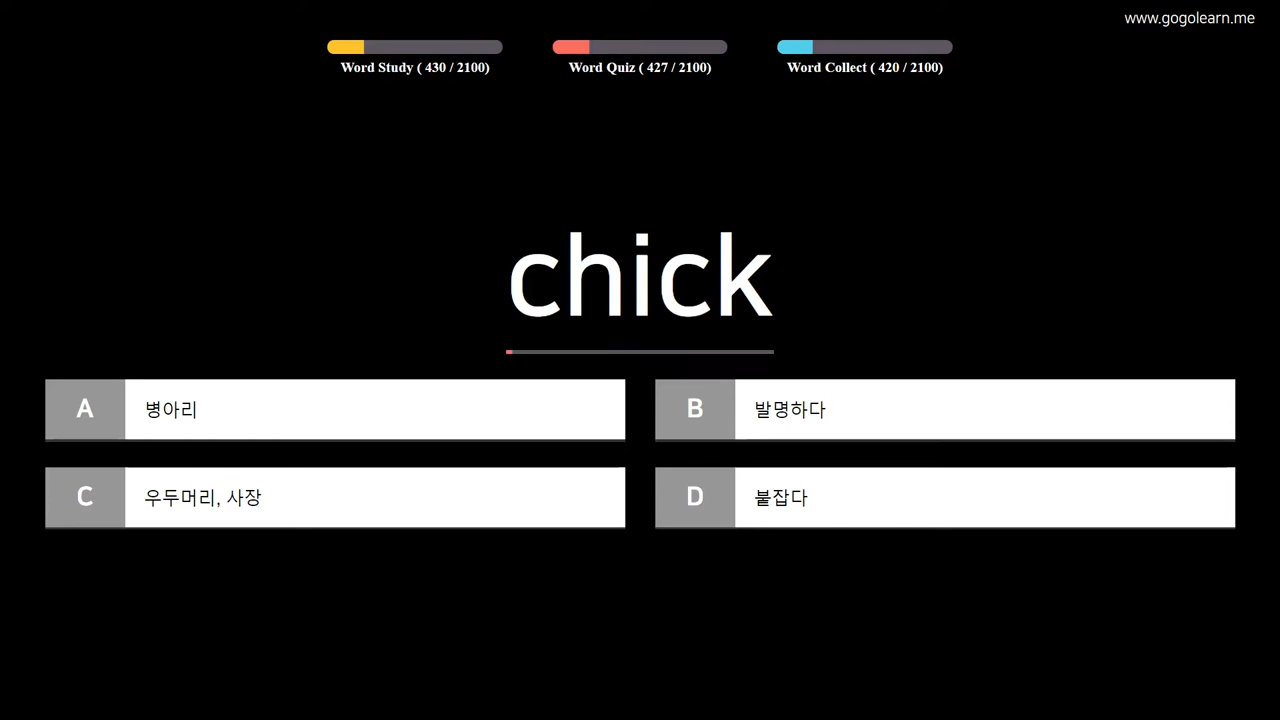 www.gogolearn.me
Word Study ( 430 / 2100)
Word Quiz ( 427 / 2100)
Word Collect ( 420 / 2100)
chick
A 병아리
B 발명하다
C 우두머리, 사장
D 붙잡다